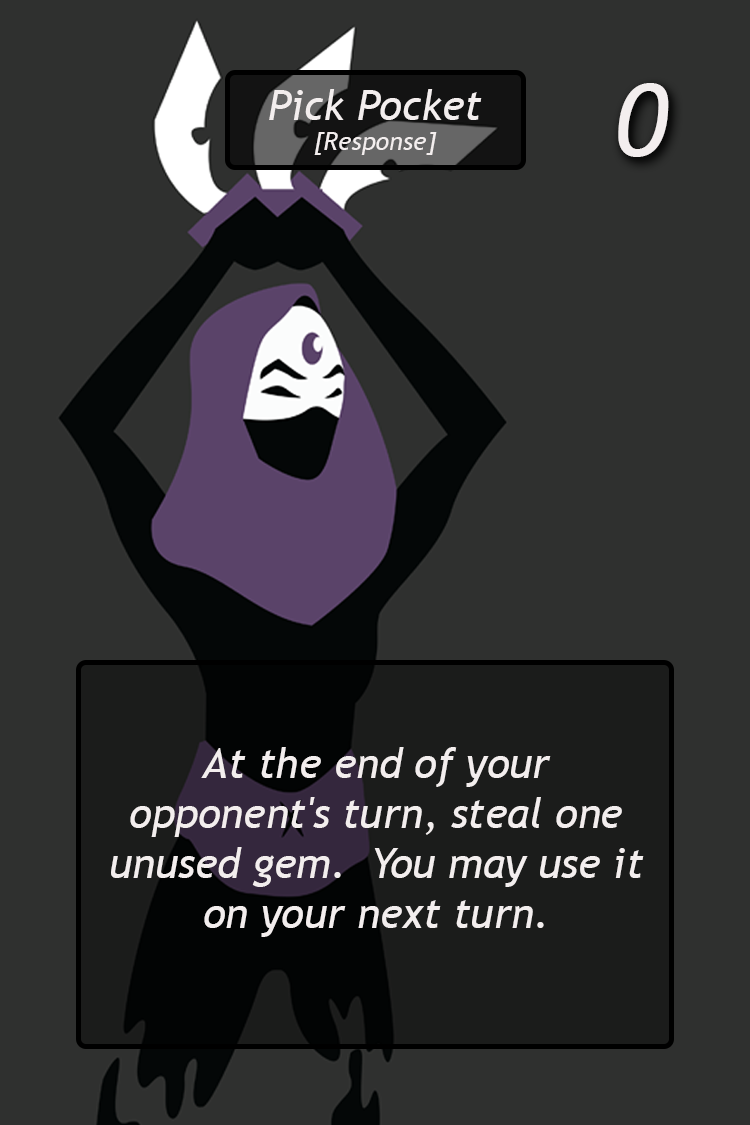 Pick Pocket
0
[Response]
At the end of your
opponent's turn, steal one
unused gem.  You may use it
on your next turn.